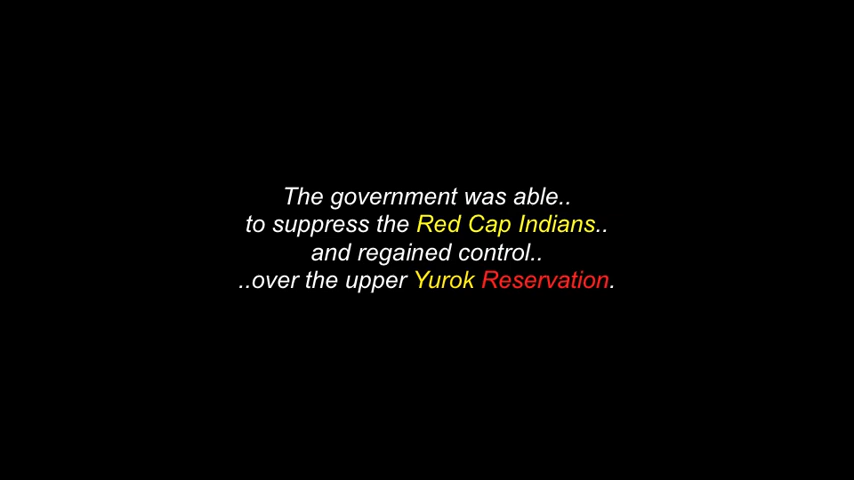 The government was able..
to suppress the Red Cap Indians..
and regained control..
..over the upper Yurok Reservation.